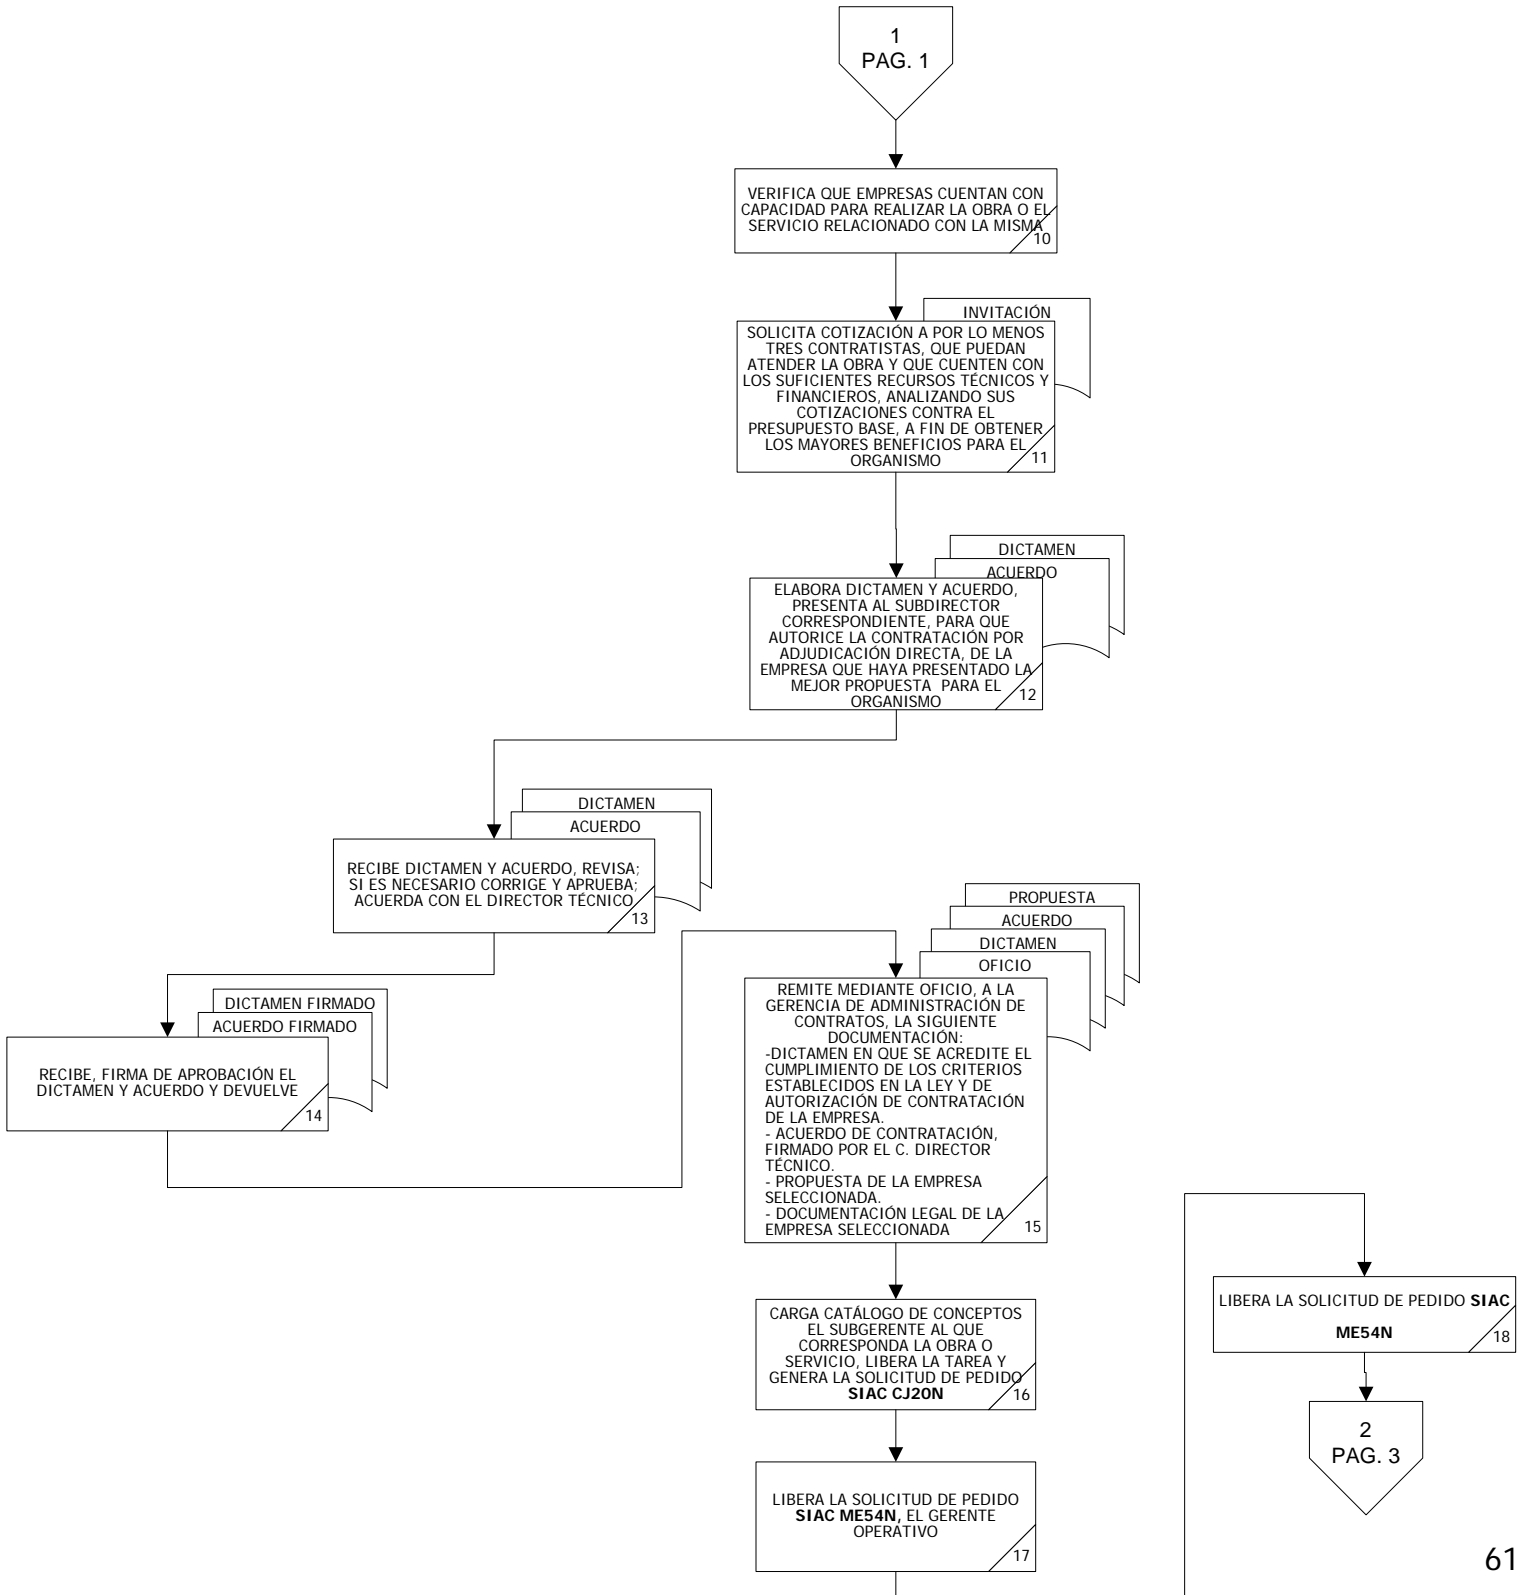 1
PAG. 1
VERIFICA QUE EMPRESAS CUENTAN CON
CAPACIDAD PARA REALIZAR LA OBRA O EL
SERVICIO RELACIONADO CON LA MISMA
10
INVITACIÓN
SOLICITA COTIZACIÓN A POR LO MENOS
TRES CONTRATISTAS, QUE PUEDAN
ATENDER LA OBRA Y QUE CUENTEN CON
LOS SUFICIENTES RECURSOS TÉCNICOS Y
FINANCIEROS, ANALIZANDO SUS
COTIZACIONES CONTRA EL
PRESUPUESTO BASE, A FIN DE OBTENER
LOS MAYORES BENEFICIOS PARA EL
ORGANISMO
11
DICTAMEN
ACUERDO
ELABORA DICTAMEN Y ACUERDO,
PRESENTA AL SUBDIRECTOR
CORRESPONDIENTE, PARA QUE
AUTORICE LA CONTRATACIÓN POR
ADJUDICACIÓN DIRECTA, DE LA
EMPRESA QUE HAYA PRESENTADO LA
MEJOR PROPUESTA PARA EL
ORGANISMO
12
DICTAMEN
ACUERDO
RECIBE DICTAMEN Y ACUERDO, REVISA;
SI ES NECESARIO CORRIGE Y APRUEBA;
ACUERDA CON EL DIRECTOR TÉCNICO
13
DICTAMEN FIRMADO
ACUERDO FIRMADO
RECIBE, FIRMA DE APROBACIÓN EL
DICTAMEN Y ACUERDO Y DEVUELVE
14
PROPUESTA
ACUERDO
DICTAMEN
OFICIO
REMITE MEDIANTE OFICIO, A LA
GERENCIA DE ADMINISTRACIÓN DE
CONTRATOS, LA SIGUIENTE
DOCUMENTACIÓN:
-DICTAMEN EN QUE SE ACREDITE EL
CUMPLIMIENTO DE LOS CRITERIOS
ESTABLECIDOS EN LA LEY Y DE
AUTORIZACIÓN DE CONTRATACIÓN
DE LA EMPRESA.
- ACUERDO DE CONTRATACIÓN,
FIRMADO POR EL C. DIRECTOR
TÉCNICO.
- PROPUESTA DE LA EMPRESA
SELECCIONADA.
- DOCUMENTACIÓN LEGAL DE LA
EMPRESA SELECCIONADA
15
CARGA CATÁLOGO DE CONCEPTOS
EL SUBGERENTE AL QUE
CORRESPONDA LA OBRA O
SERVICIO, LIBERA LA TAREA Y
GENERA LA SOLICITUD DE PEDIDO
SIAC CJ20N
16
LIBERA LA SOLICITUD DE PEDIDO
SIAC ME54N, EL GERENTE
OPERATIVO
17
LIBERA LA SOLICITUD DE PEDIDO SIAC
ME54N
18
2
PAG. 3
61